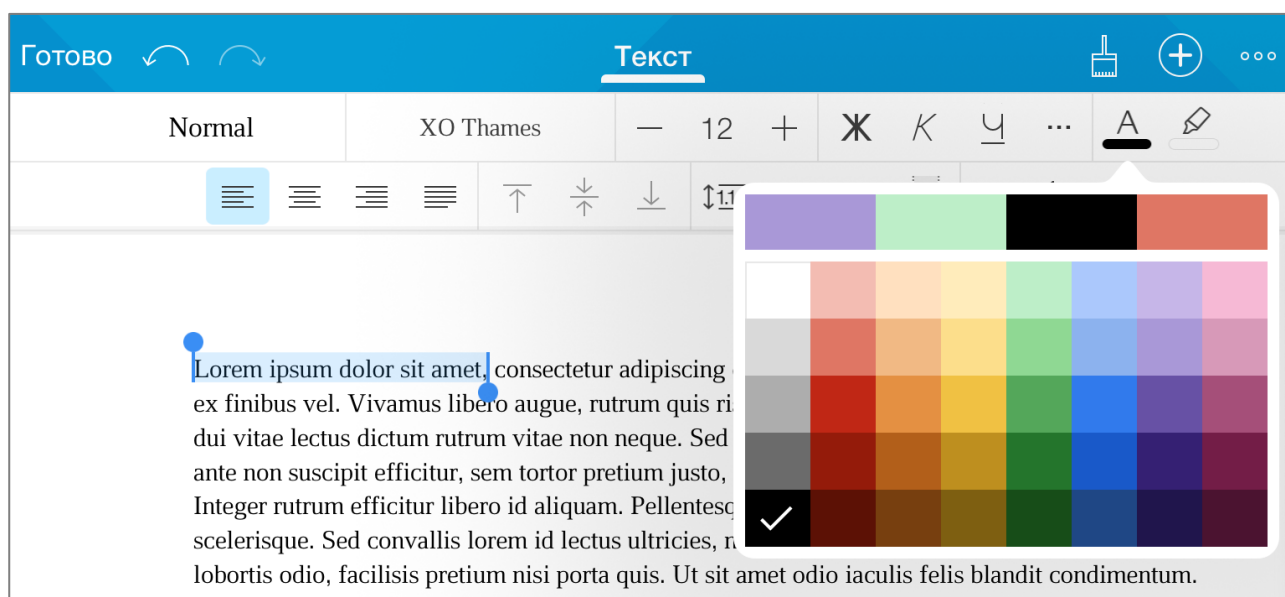 Готово Текст
Normal XO Thames 12 Ж К Ч ... А
1.1
Lorem ipsum dolor sit amet, consectetur adipiscing
ex finibus vel. Vivamus libero augue, rutrum quis
dui vitae lectus dictum rutrum vitae non neque. Sed
ante non suscipit efficitur, sem tortor pretium justo,
Integer rutrum efficitur libero id aliquam.
scelerisque. Sed convallis lorem id lectus ultricies,
lobortis odio, facilisis pretium nisi porta quis. Ut sit amet odio iaculis felis blandit condimentum.